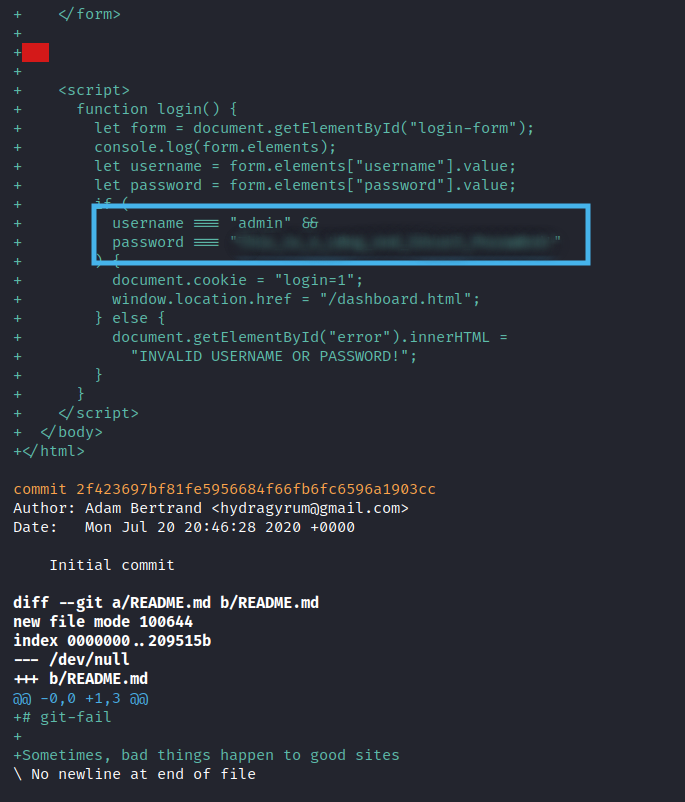 +    </form>
+
+
+
+    <script>
+      function login() {
+        let form = document.getElementById("login-form");
+        console.log(form.elements);
+        let username = form.elements["username"].value;
+        let password = form.elements["password"].value;
+        if (
+          username === "admin" &&
+          password === "
+        ) {
+          document.cookie = "login=1";
+          window.location.href = "/dashboard.html";
+        } else {
+          document.getElementById("error").innerHTML =
+            "INVALID USERNAME OR PASSWORD!";
+        }
+      }
+    </script>
+  </body>
+</html>
commit 2f423697bf81fe5956684f66fb6fc6596a1903cc
Author: Adam Bertrand <hydragyrum@gmail.com>
Date:   Mon Jul 20 20:46:28 2020 +0000
    Initial commit
diff --git a/README.md b/README.md
new file mode 100644
index 0000000..209515b
--- /dev/null
+++ b/README.md
@@ -0,0 +1,3 @@
+# git-fail
+
+Sometimes, bad things happen to good sites
\ No newline at end of file